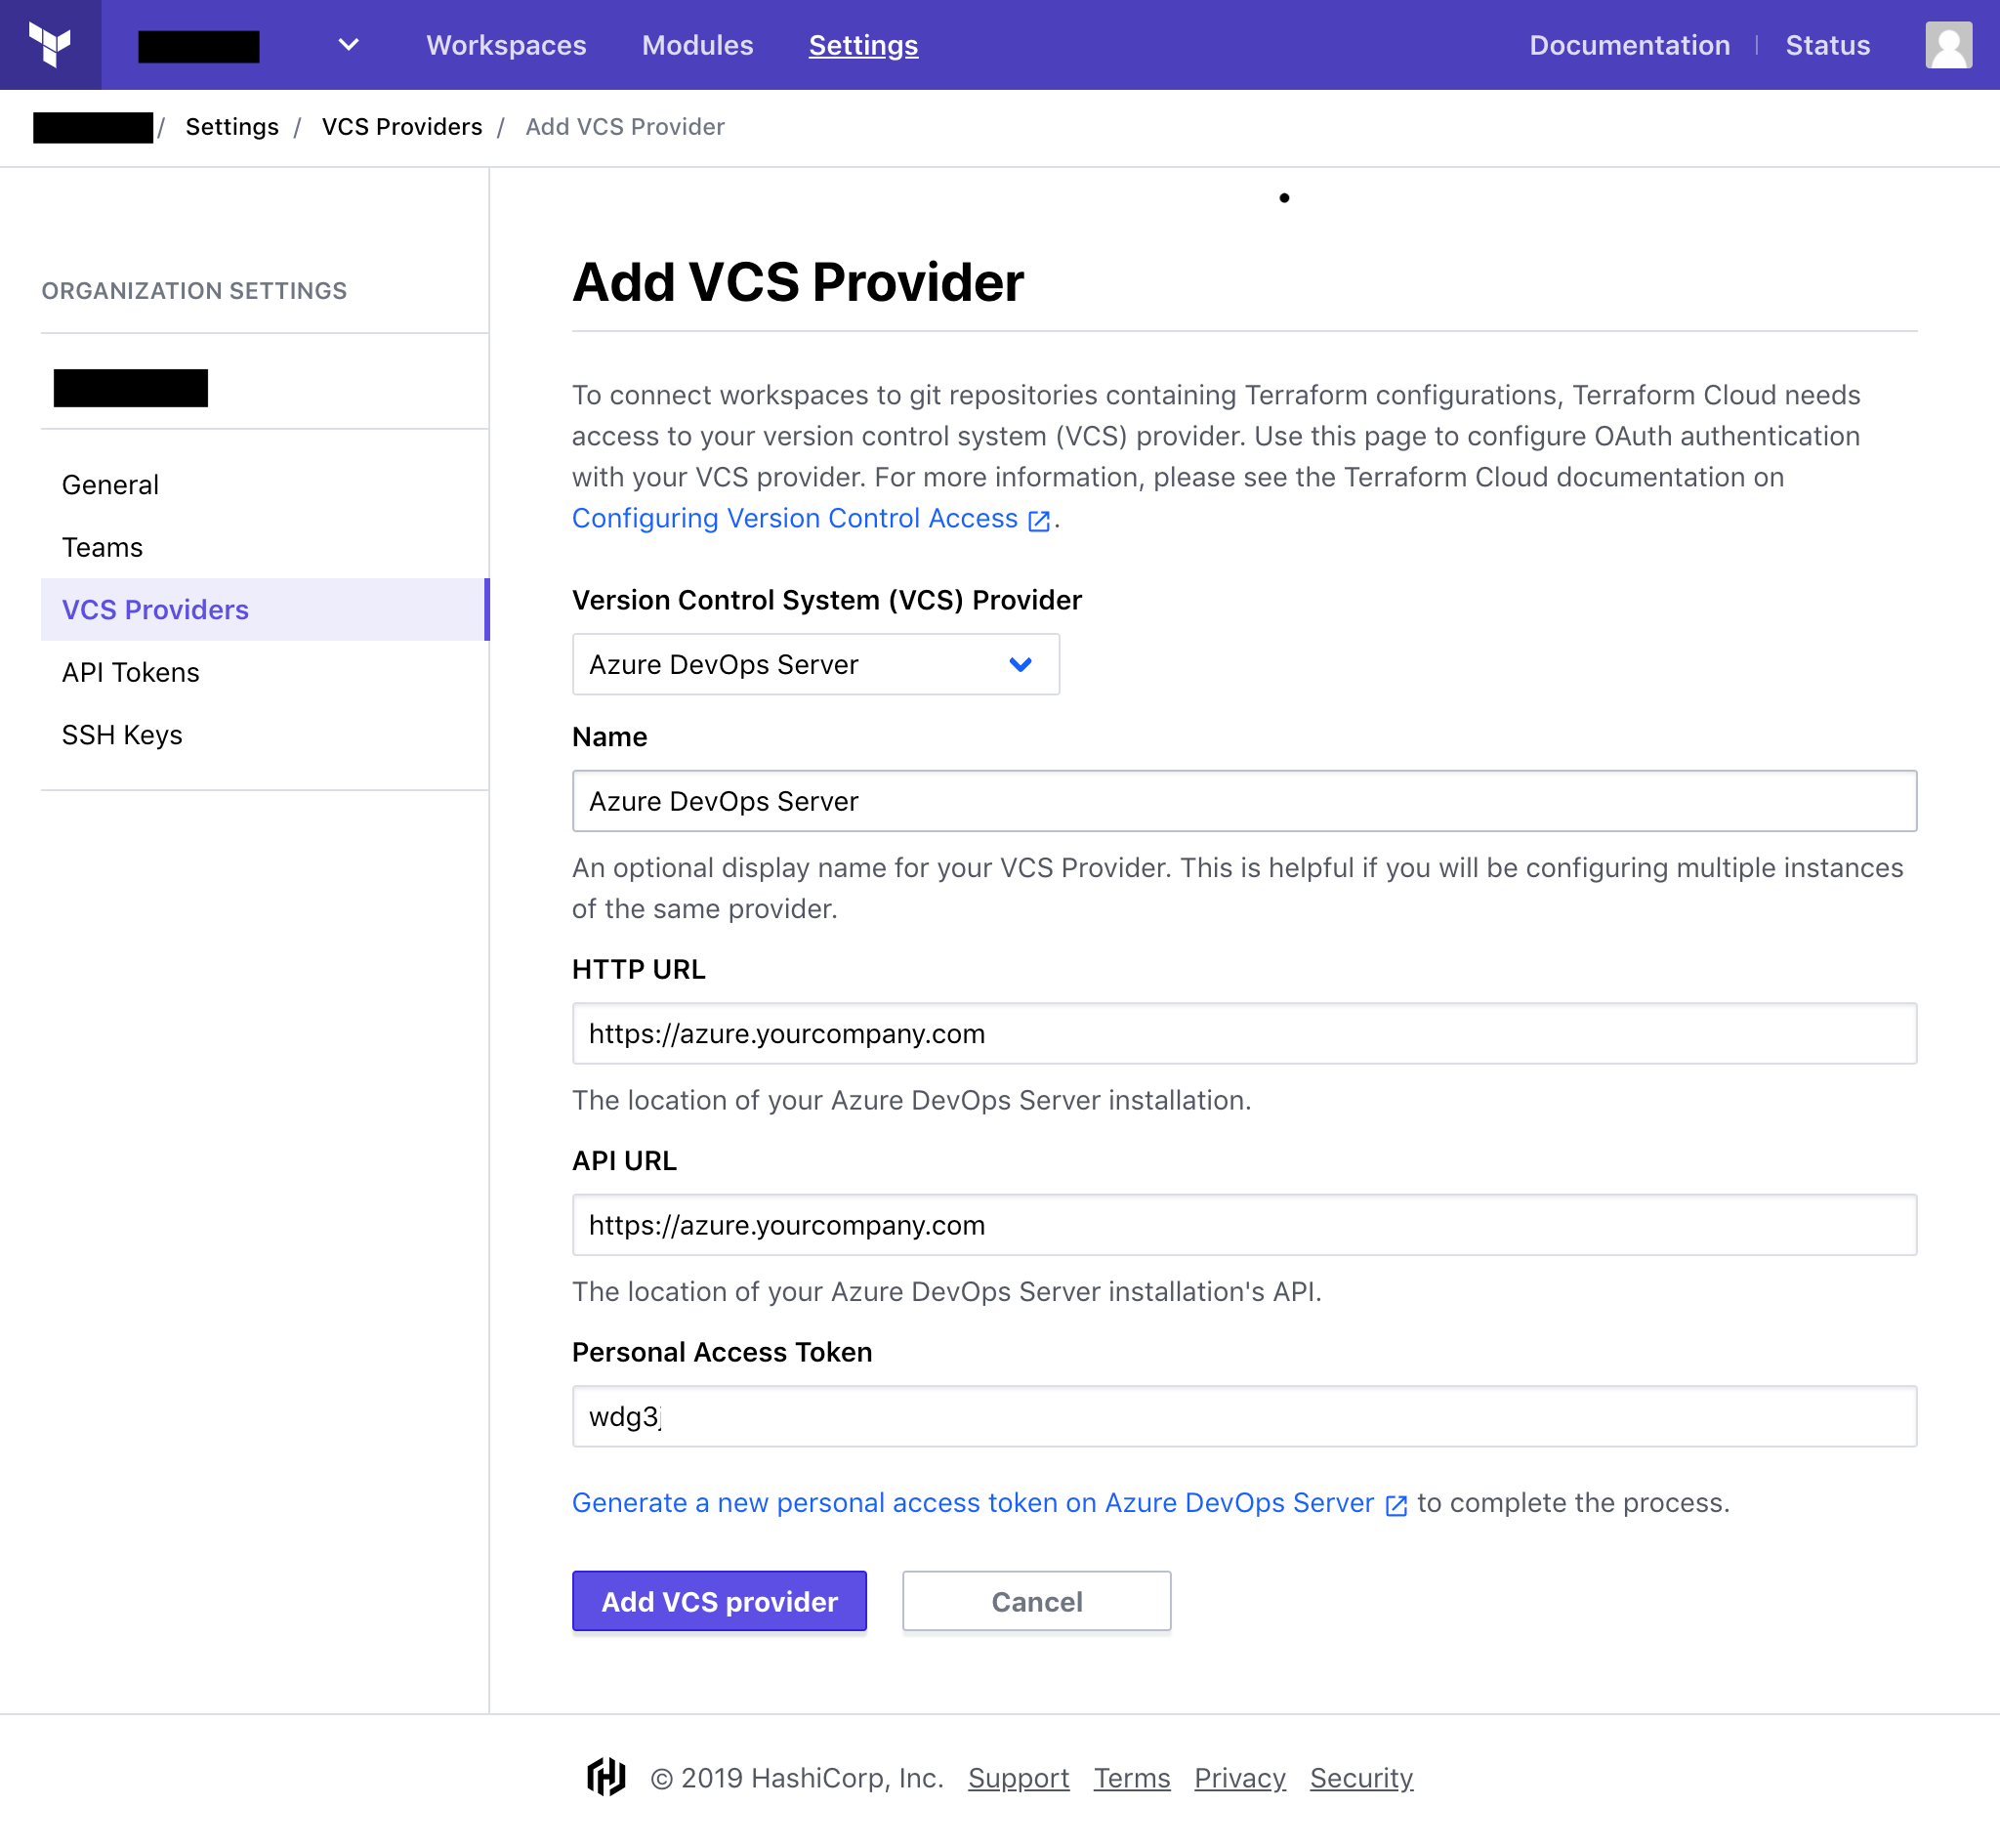 Workspaces Modules Settings Documentation Status
/ Settings / VCS Providers / Add VCS Provider
ORGANIZATION SETTINGS
General
Teams
VCS Providers
API Tokens
SSH Keys
Add VCS Provider
To connect workspaces to git repositories containing Terraform configurations, Terraform Cloud needs
access to your version control system (VCS) provider. Use this page to configure OAuth authentication
with your VCS provider. For more information, please see the Terraform Cloud documentation on
Configuring Version Control Access .
Version Control System (VCS) Provider
Azure DevOps Server
Name
Azure DevOps Server
An optional display name for your VCS Provider. This is helpful if you will be configuring multiple instances
of the same provider.
HTTP URL
https://azure.yourcompany.com
The location of your Azure DevOps Server installation.
API URL
https://azure.yourcompany.com
The location of your Azure DevOps Server installation's API.
Personal Access Token
wdg3j
Generate a new personal access token on Azure DevOps Server to complete the process.
Add VCS provider Cancel
© 2019 HashiCorp, Inc. Support Terms Privacy Security